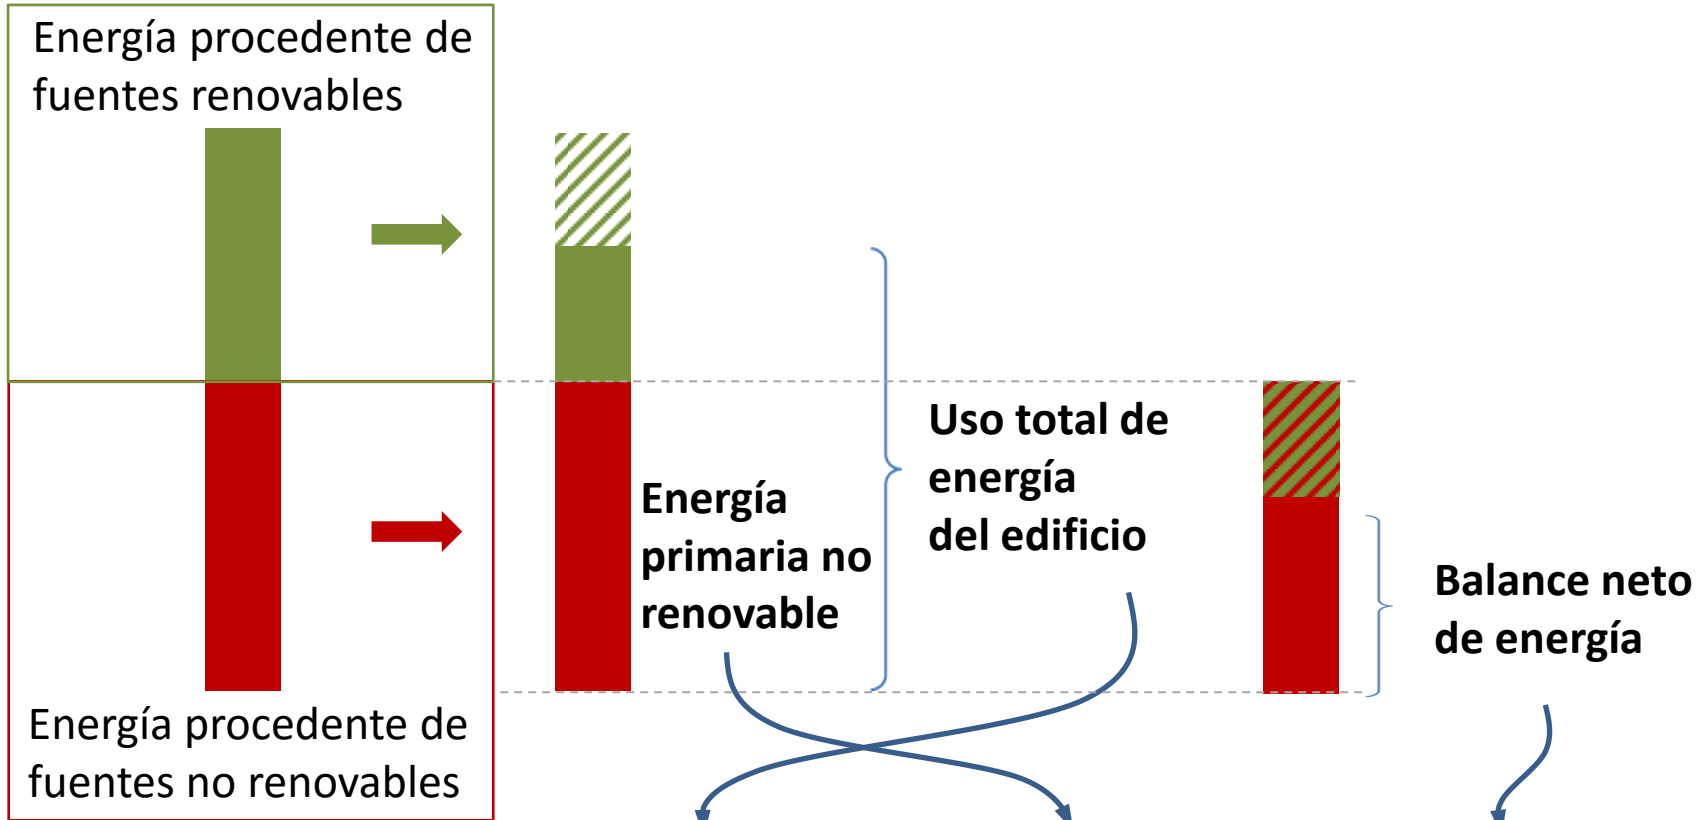 Energía procedente de
fuentes renovables
Energía procedente de
fuentes no renovables
Energía
primaria no
renovable
Uso total de
energía
del edificio
Balance neto
de energía